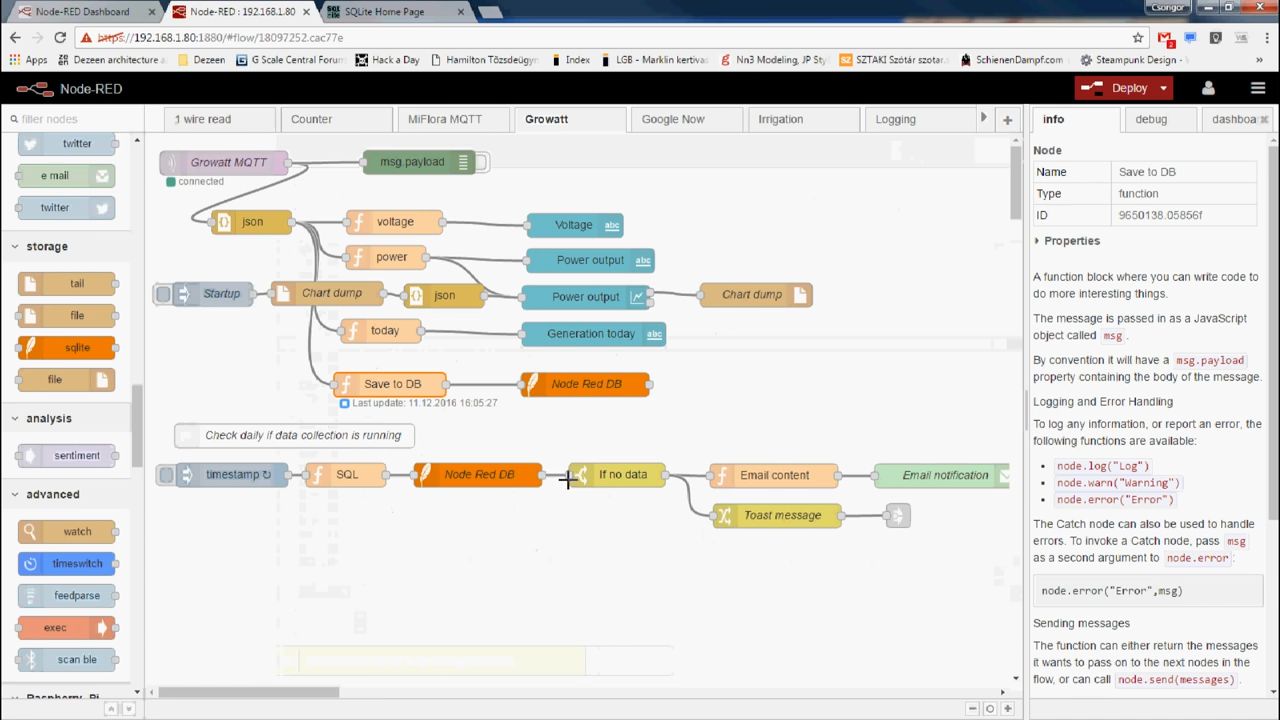 Node-RED Dashboard
Node-RED : 192.168.1.80
SQLite Home Page
Csongor
https://192.168.1.80:1880/#flow/18097252.cac77e
2
Apps
Dezeen architecture
Dezeen
G Scale Central Forum
Hack a Day
Hamilton Tőzsdeügyn
Index
LGB - Marklin kertivas
Nn3 Modeling, JP Sty
SZ SZTAKI Szótár szotar.
SchienenDampf.com
Steampunk Design -
»
Node-RED
Deploy
filter nodes
1 wire read
Counter
MiFlora MQTT
Growatt
Google Now
Irrigation
Logging
info
debug
dashboa
twitter
e mail
twitter
storage
tail
file
sqlite
file
analysis
sentiment
advanced
watch
timeswitch
feedparse
exec
scan ble
Raspberry Pi
Growatt MQTT
connected
msg.payload
json
voltage
Voltage
abc
power
Power output
abc
Startup
Chart dump
json
Power output
Chart dump
today
Generation today
abc
Save to DB
Last update: 11.12.2016 16:05:27
Node Red DB
Check daily if data collection is running
timestamp ↻
SQL
Node Red DB
If no data
Email content
Email notification
Toast message
Node
Name Save to DB
Type function
ID 9650138.05856f
Properties
A function block where you can write code to
do more interesting things.
The message is passed in as a JavaScript
object called msg .
By convention it will have a msg.payload
property containing the body of the message.
Logging and Error Handling
To log any information, or report an error, the
following functions are available:
• node.log("Log")
• node.warn("Warning")
• node.error("Error")
The Catch node can also be used to handle
errors. To invoke a Catch node, pass msg
as a second argument to node.error:
node.error("Error",msg)
Sending messages
The function can either return the messages
it wants to pass on to the next nodes in the
flow, or can call node.send(messages).